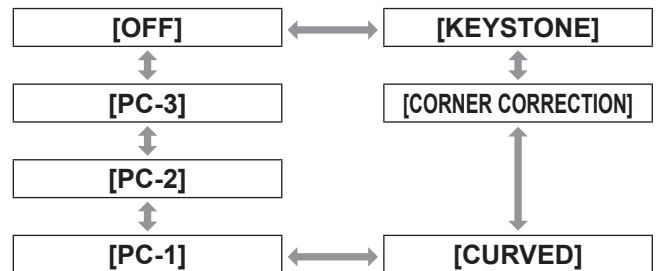 [OFF]
[KEYSTONE]
[PC-3]
[CORNER CORRECTION]
[PC-2]
[PC-1]
[CURVED]